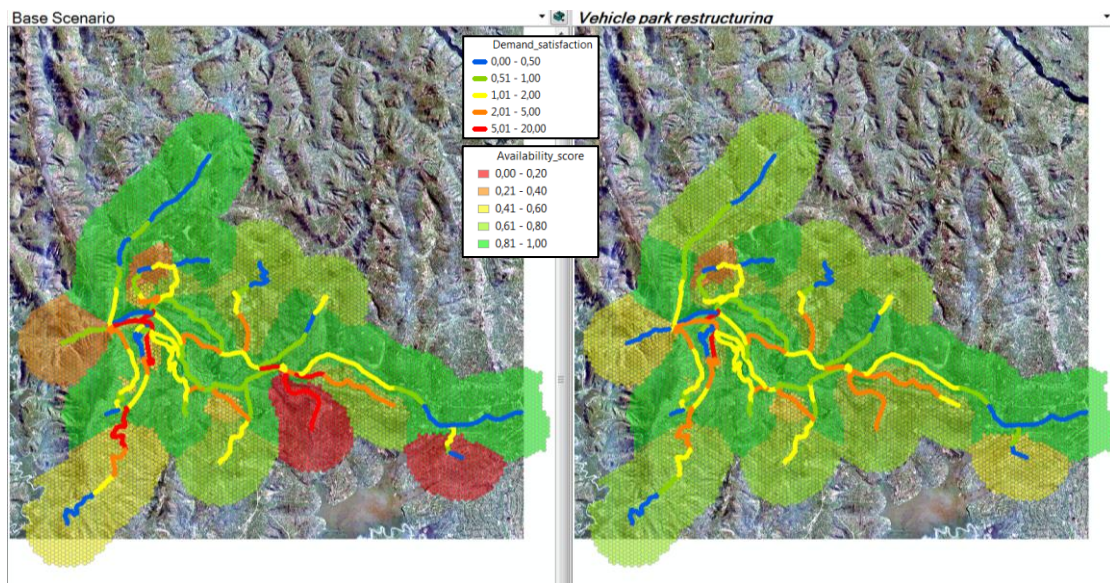 Base Scenario
Vehicle park restructuring
Demand_satisfaction
0,00 - 0,50
0,51 - 1,00
1,01 - 2,00
2,01 - 5,00
5,01 - 20,00
Availability_score
0,00 - 0,20
0,21 - 0,40
0,41 - 0,60
0,61 - 0,80
0,81 - 1,00